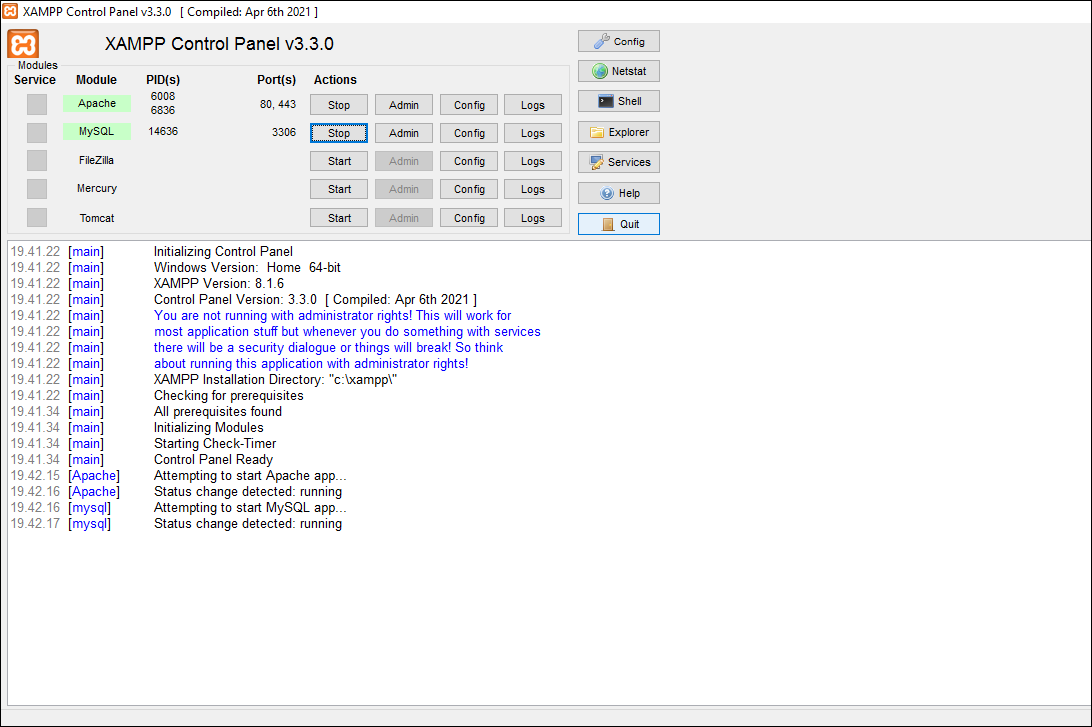 XAMPP Control Panel v3.3.0 [ Compiled: Apr 6th 2021 ]
XAMPP Control Panel v3.3.0
Config
Modules
Service Module PID(s) Port(s) Actions
Netstat
Apache 6008 6836 80, 443 Stop Admin Config Logs
Shell
MySQL 14636 3306 Stop Admin Config Logs
Explorer
FileZilla Start Admin Config Logs
Services
Mercury Start Admin Config Logs
Help
Tomcat Start Admin Config Logs
Quit
19.41.22 [main] Initializing Control Panel
19.41.22 [main] Windows Version: Home 64-bit
19.41.22 [main] XAMPP Version: 8.1.6
19.41.22 [main] Control Panel Version: 3.3.0 [ Compiled: Apr 6th 2021 ]
19.41.22 [main] You are not running with administrator rights! This will work for
19.41.22 [main] most application stuff but whenever you do something with services
19.41.22 [main] there will be a security dialogue or things will break! So think
19.41.22 [main] about running this application with administrator rights!
19.41.22 [main] XAMPP Installation Directory: "c:\xampp\"
19.41.22 [main] Checking for prerequisites
19.41.34 [main] All prerequisites found
19.41.34 [main] Initializing Modules
19.41.34 [main] Starting Check-Timer
19.41.34 [main] Control Panel Ready
19.42.15 [Apache] Attempting to start Apache app...
19.42.16 [Apache] Status change detected: running
19.42.16 [mysql] Attempting to start MySQL app...
19.42.17 [mysql] Status change detected: running